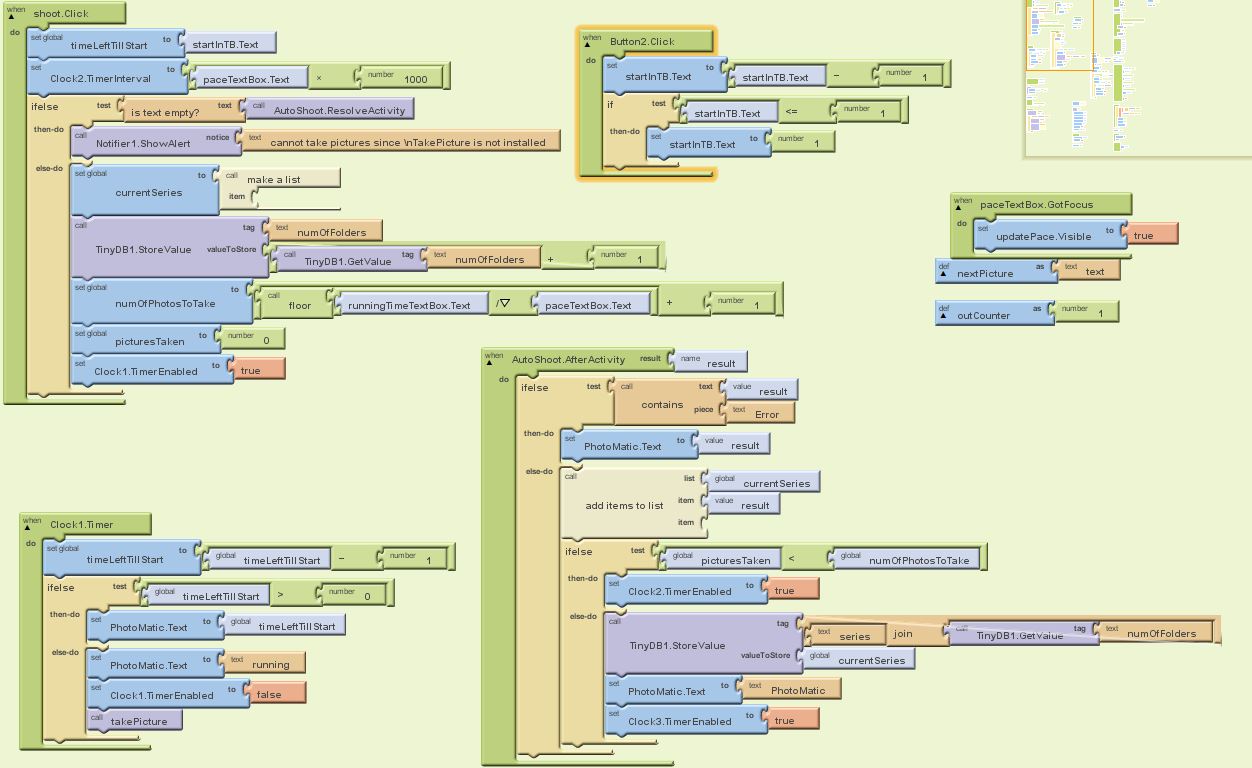 when shoot.Click
do set global timeLeftTillStart to startInTB.Text
set Clock2.TimerInterval to paceTextBox.Text × number 1000
ifelse test is text empty? text call AutoShoot.ResolveActivity
then-do call Notifier1.ShowAlert notice text cannot take pictures since \nTakePicture is not installed
else-do set global currentSeries to call make a list
item
call TinyDB1.StoreValue tag text numOfFolders
valueToStore call TinyDB1.GetValue tag text numOfFolders + number 1
set global numOfPhotosToTake to call floor runningTimeTextBox.Text / paceTextBox.Text + number 1
set global picturesTaken to number 0
set Clock1.TimerEnabled to true
when Button2.Click
do set startInTB.Text to startInTB.Text - number 1
if test startInTB.Text <= number 1
then-do set startInTB.Text to number 1
when paceTextBox.GotFocus
do set updatePace.Visible to true
def nextPicture as text text
def outCounter as number 1
when Clock1.Timer
do set global timeLeftTillStart to global timeLeftTillStart - number 1
ifelse test global timeLeftTillStart > number 0
then-do set PhotoMatic.Text to global timeLeftTillStart
else-do set PhotoMatic.Text to text running
set Clock1.TimerEnabled to false
call takePicture
when AutoShoot.AfterActivity result name result
do ifelse test call contains text value result
piece text Error
then-do set PhotoMatic.Text to value result
else-do call add items to list list global currentSeries
item value result
item
ifelse test global picturesTaken < global numOfPhotosToTake
then-do set Clock2.TimerEnabled to true
else-do call TinyDB1.StoreValue tag text series join call TinyDB1.GetValue tag text numOfFolders
valueToStore global currentSeries
set PhotoMatic.Text to text PhotoMatic
set Clock3.TimerEnabled to true